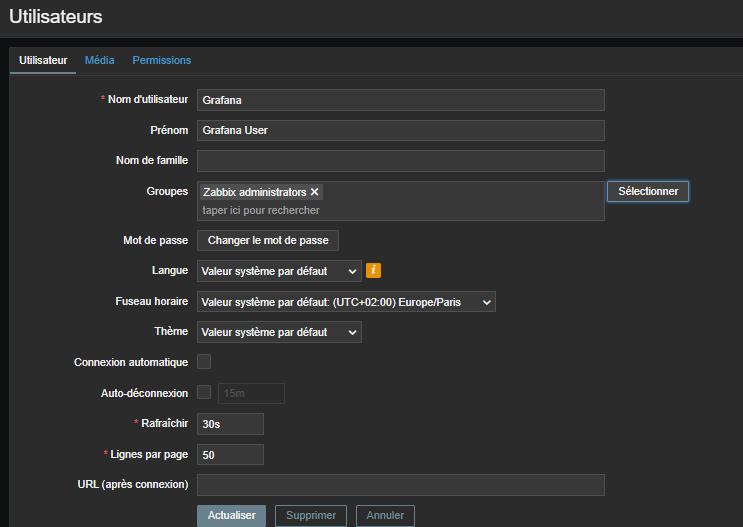 Utilisateurs
Utilisateur Média Permissions
* Nom d'utilisateur Grafana
Prénom Grafana User
Nom de famille
Groupes Zabbix administrators ✕ Sélectionner
taper ici pour rechercher
Mot de passe Changer le mot de passe
Langue Valeur système par défaut i
Fuseau horaire Valeur système par défaut: (UTC+02:00) Europe/Paris
Thème Valeur système par défaut
Connexion automatique
Auto-déconnexion 15m
* Rafraîchir 30s
* Lignes par page 50
URL (après connexion)
Actualiser Supprimer Annuler